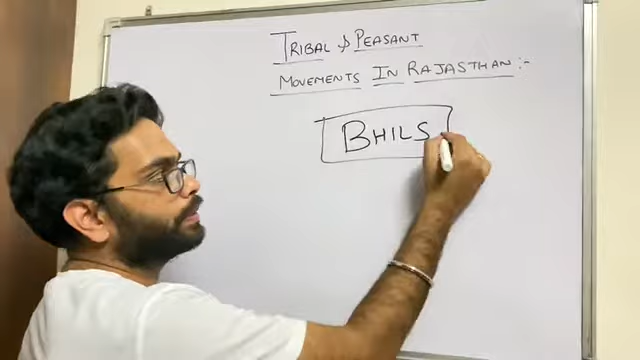 TRIBAL & PEASANT
MOVEMENTS IN RAJASTHAN :-
BHILS